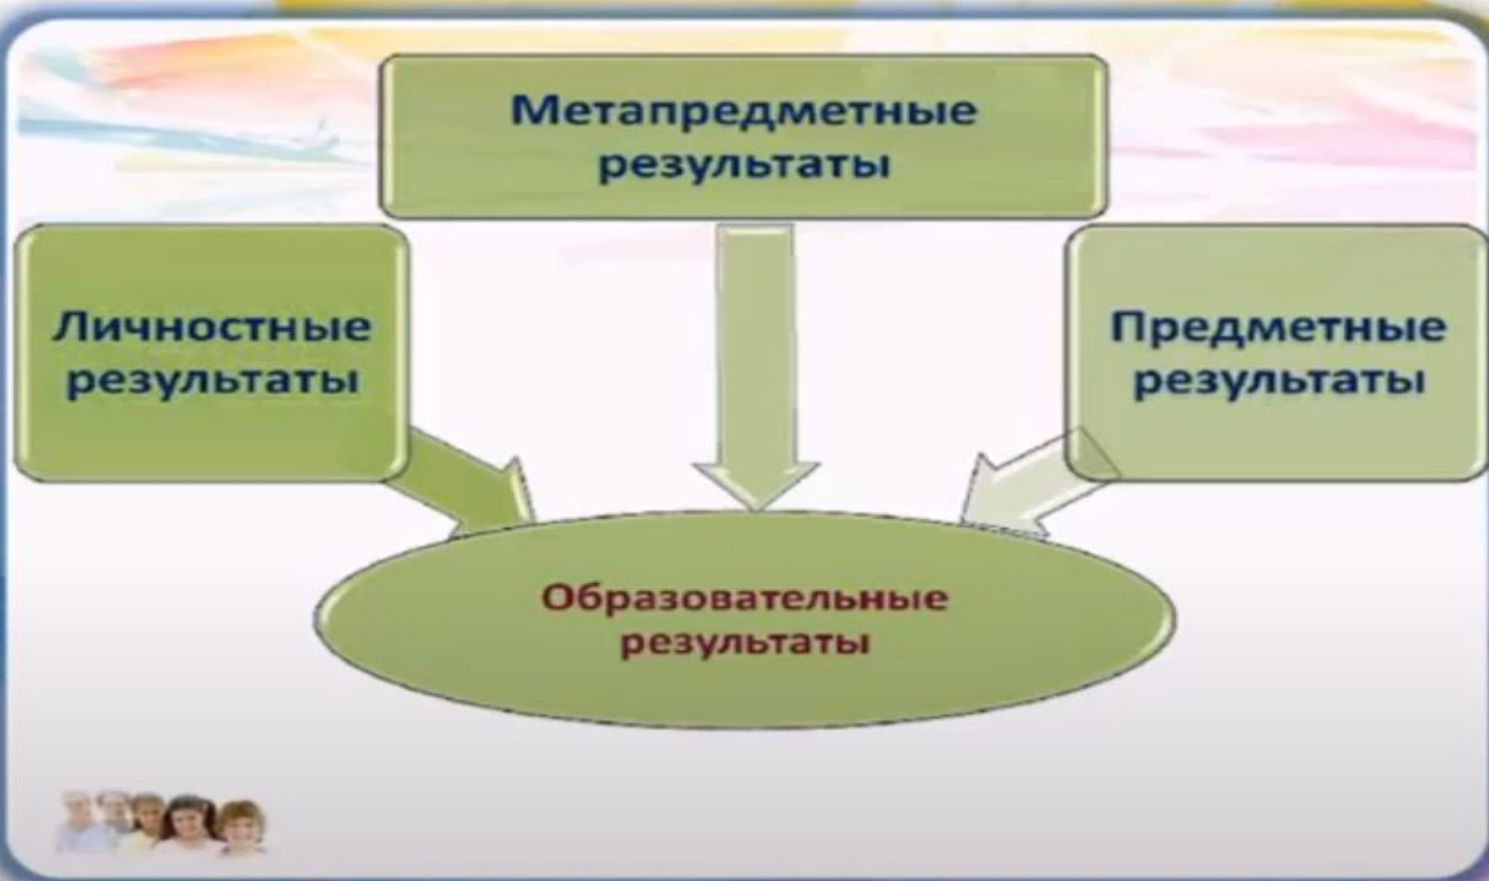 Метапредметные
результаты
Личностные
результаты
Предметные
результаты
Образовательные
результаты